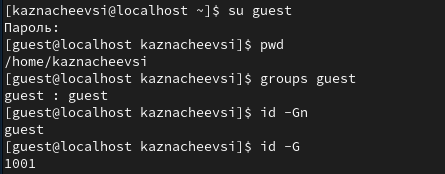 [kaznacheevsi@localhost ~]$ su guest
Пароль:
[guest@localhost kaznacheevsi]$ pwd
/home/kaznacheevsi
[guest@localhost kaznacheevsi]$ groups guest
guest : guest
[guest@localhost kaznacheevsi]$ id -Gn
guest
[guest@localhost kaznacheevsi]$ id -G
1001